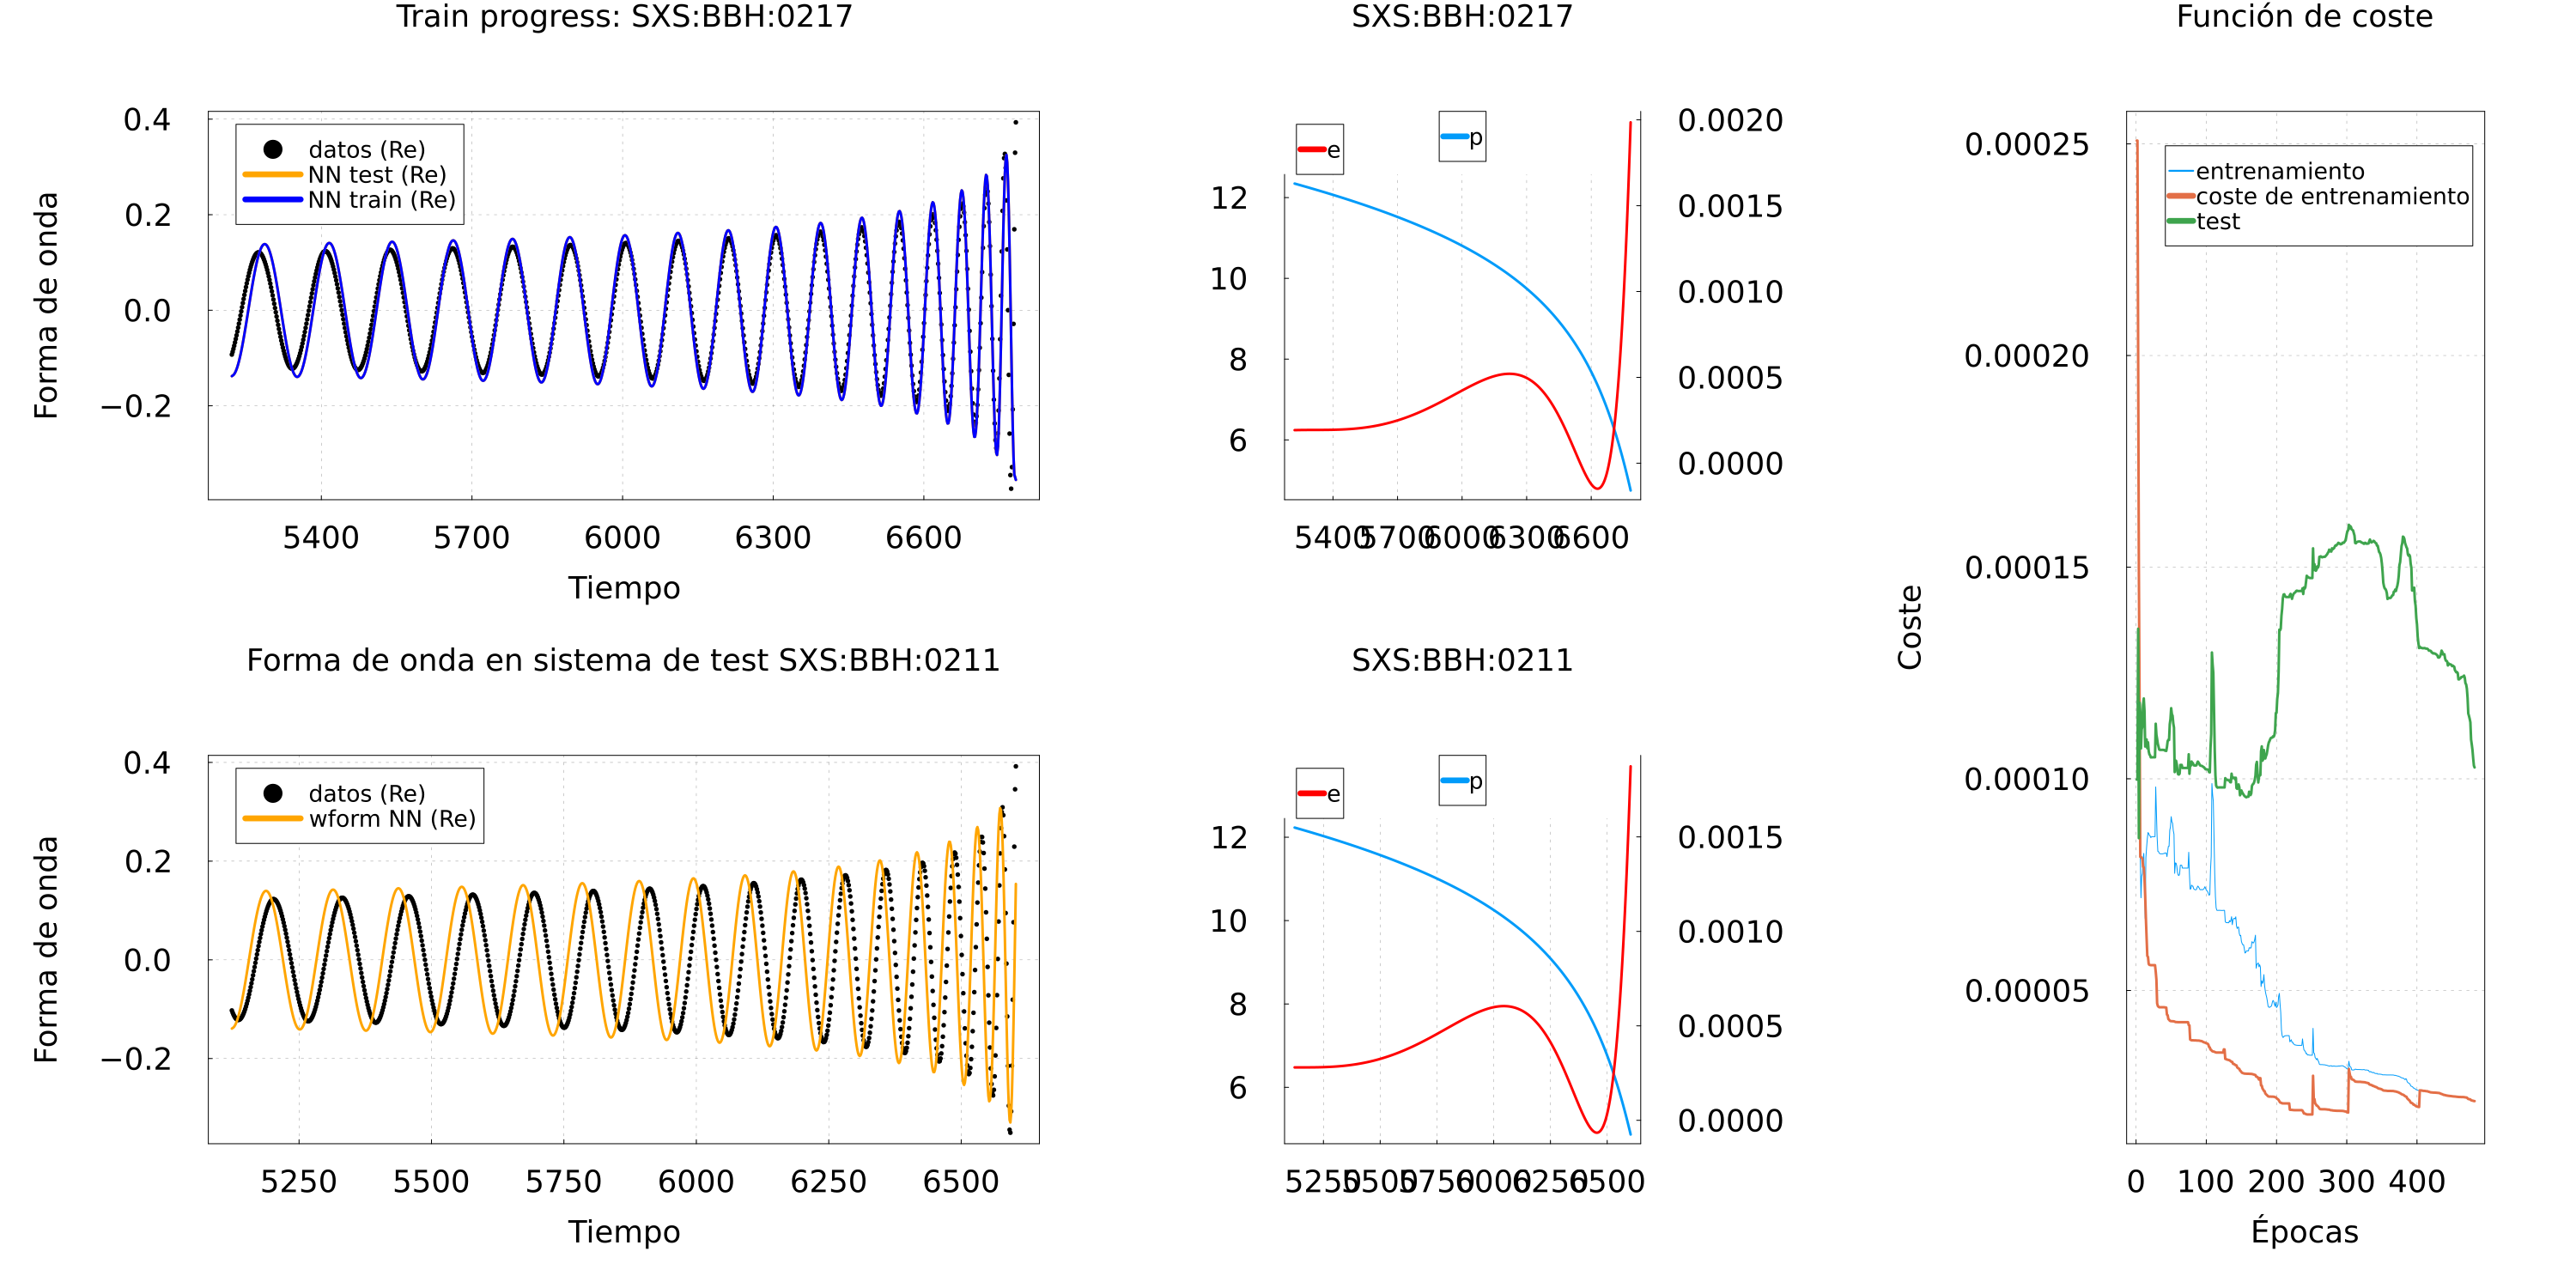 Train progress: SXS:BBH:0217
SXS:BBH:0217
Función de coste
Forma de onda
0.4
0.2
0.0
−0.2
datos (Re)
NN test (Re)
NN train (Re)
5400 5700 6000 6300 6600
Tiempo
e
p
12
10
8
6
0.0020
0.0015
0.0010
0.0005
0.0000
5400 5700 6000 6300 6600
Forma de onda en sistema de test SXS:BBH:0211
SXS:BBH:0211
Forma de onda
0.4
0.2
0.0
−0.2
datos (Re)
wform NN (Re)
5250 5500 5750 6000 6250 6500
Tiempo
e
p
12
10
8
6
0.0015
0.0010
0.0005
0.0000
5250 5500 5750 6000 6250 6500
Coste
0.00025
0.00020
0.00015
0.00010
0.00005
entrenamiento
coste de entrenamiento
test
0 100 200 300 400
Épocas